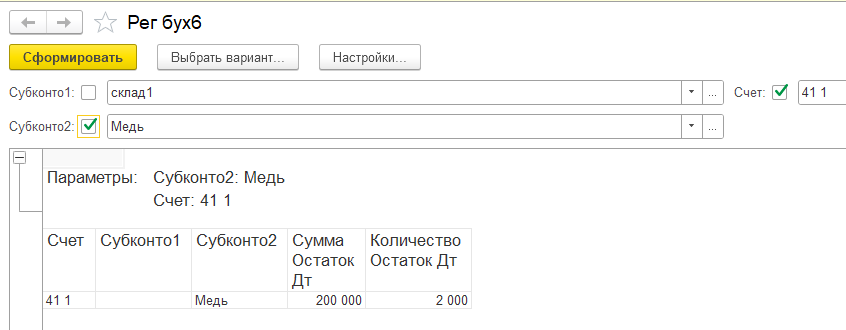 Рег бух6
Сформировать Выбрать вариант... Настройки...
Субконто1: склад1 ... Счет: 41 1
Субконто2: Медь ...
Параметры: Субконто2: Медь
Счет: 41 1
Счет Субконто1 Субконто2 Сумма Количество
Остаток Остаток Дт
Дт
41 1 Медь 200 000 2 000